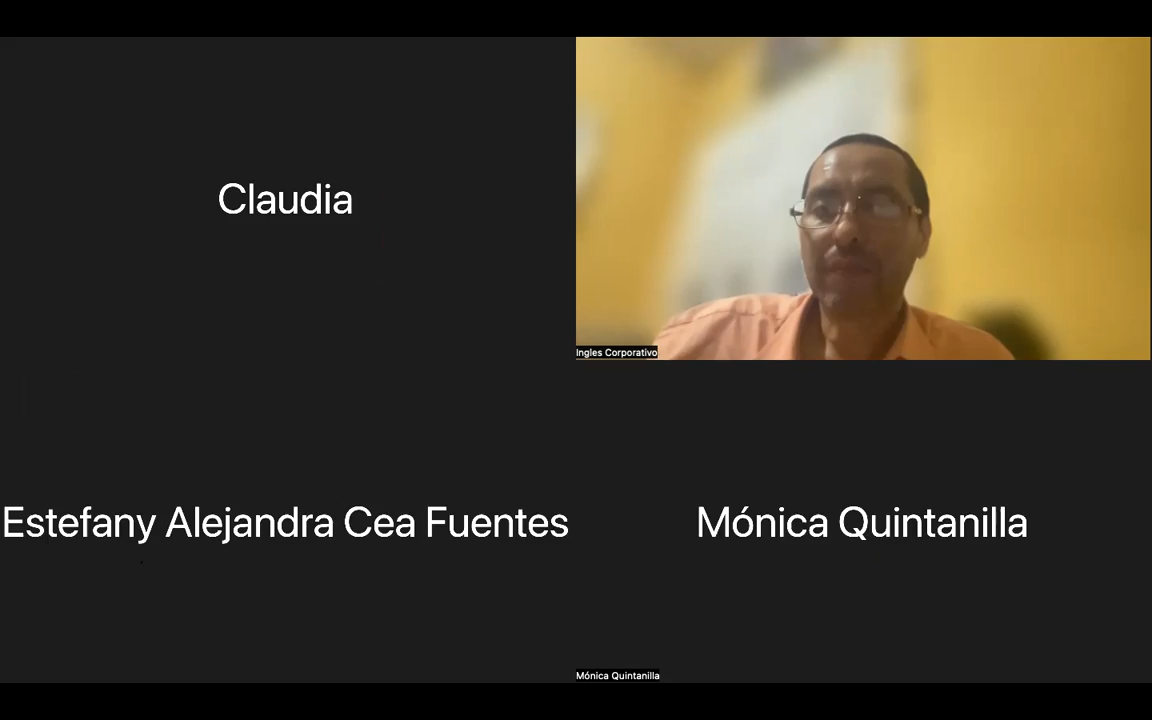 Claudia
Ingles Corporativo
Estefany Alejandra Cea Fuentes
Mónica Quintanilla
Mónica Quintanilla